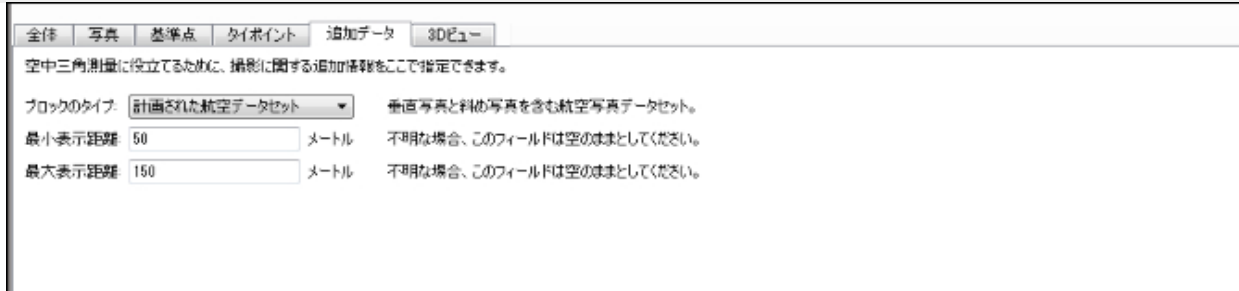 全体 写真 基準点 タイポイント 追加データ 3Dビュー
空中三角測量に役立てるために、撮影に関する追加情報をここで指定できます。
ブロックのタイプ: 計画された航空データセット 垂直写真と斜め写真を含む航空写真データセット。
最小表示距離: 50 メートル 不明な場合、このフィールドは空のままとしてください。
最大表示距離: 150 メートル 不明な場合、このフィールドは空のままとしてください。